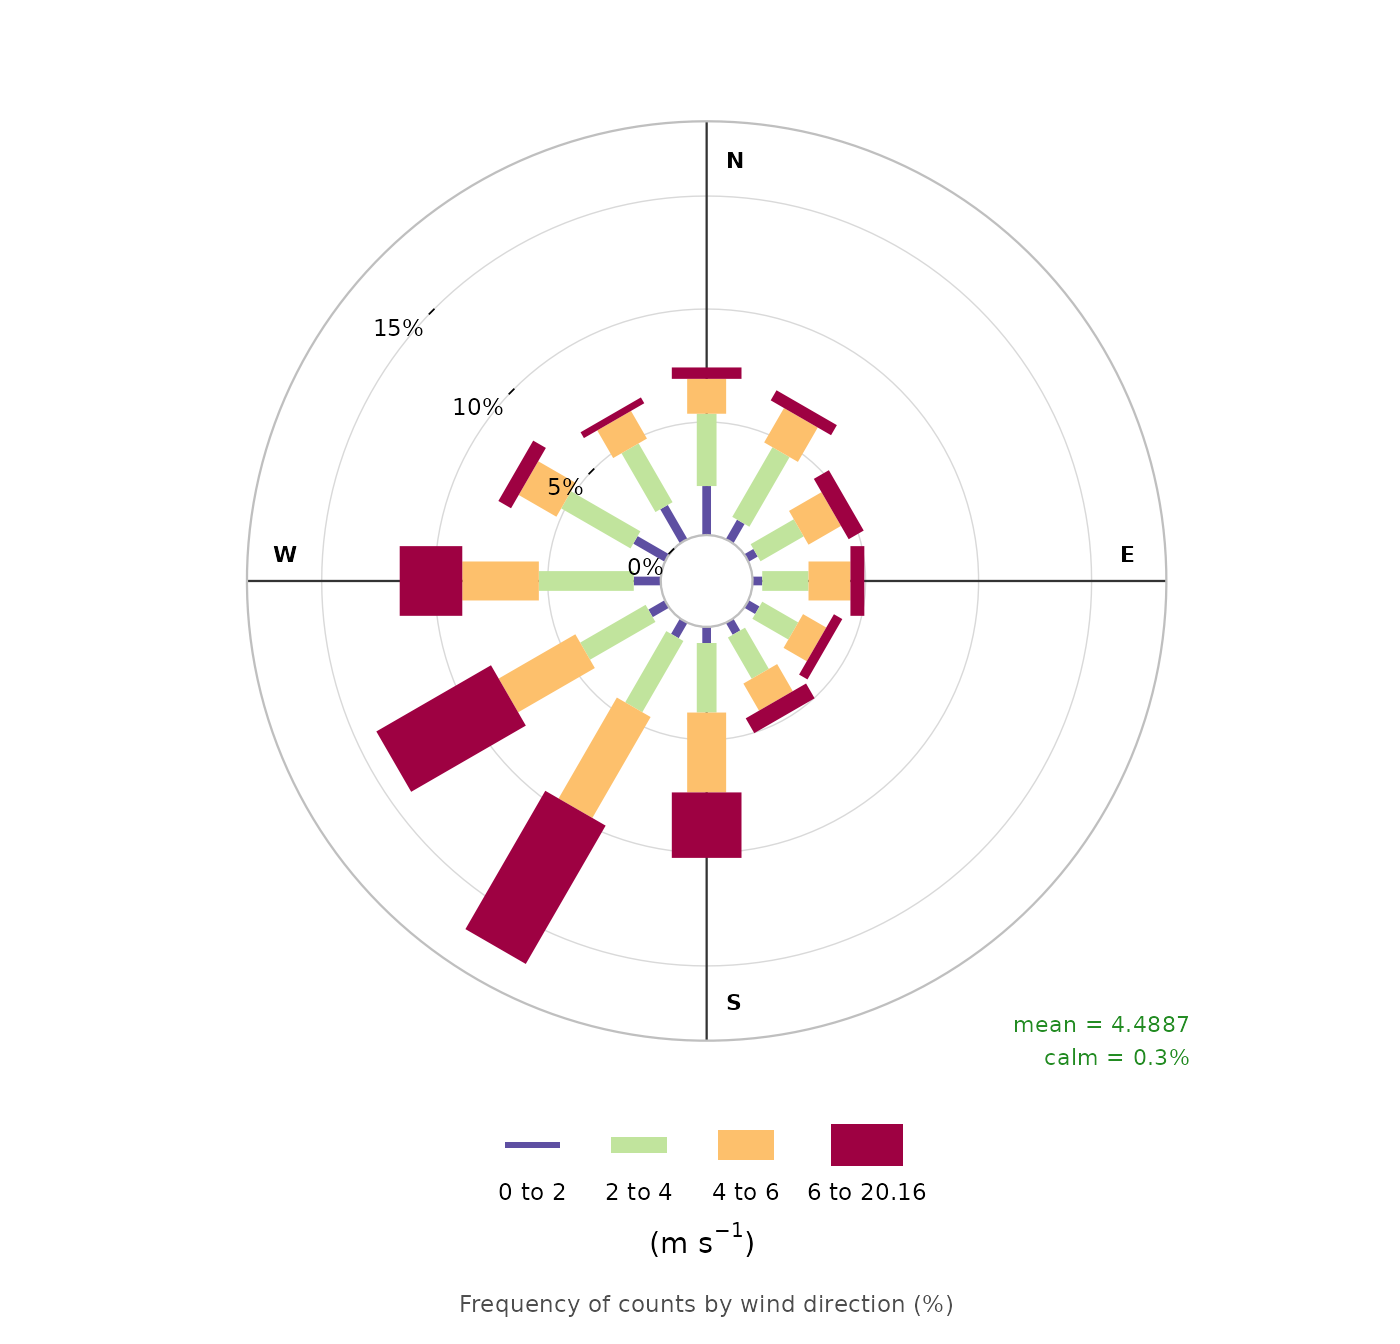 N
15%
10%
5%
W
0%
E
S
mean = 4.4887
calm = 0.3%
0 to 2
2 to 4
4 to 6
6 to 20.16
(m s⁻¹)
Frequency of counts by wind direction (%)